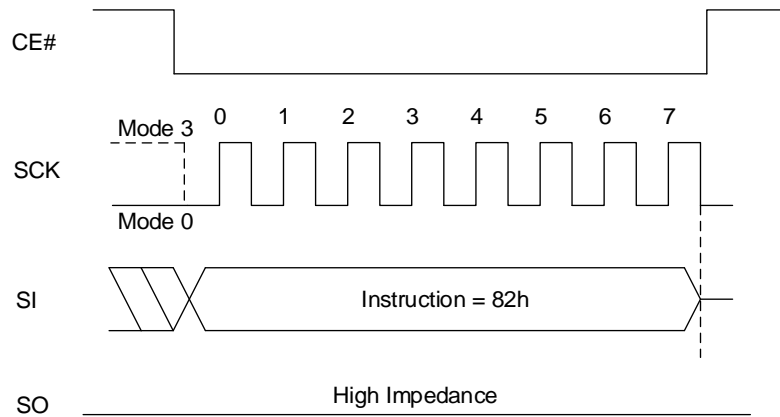 CE#
Mode 3 0 1 2 3 4 5 6 7
SCK
Mode 0
SI Instruction = 82h
SO High Impedance